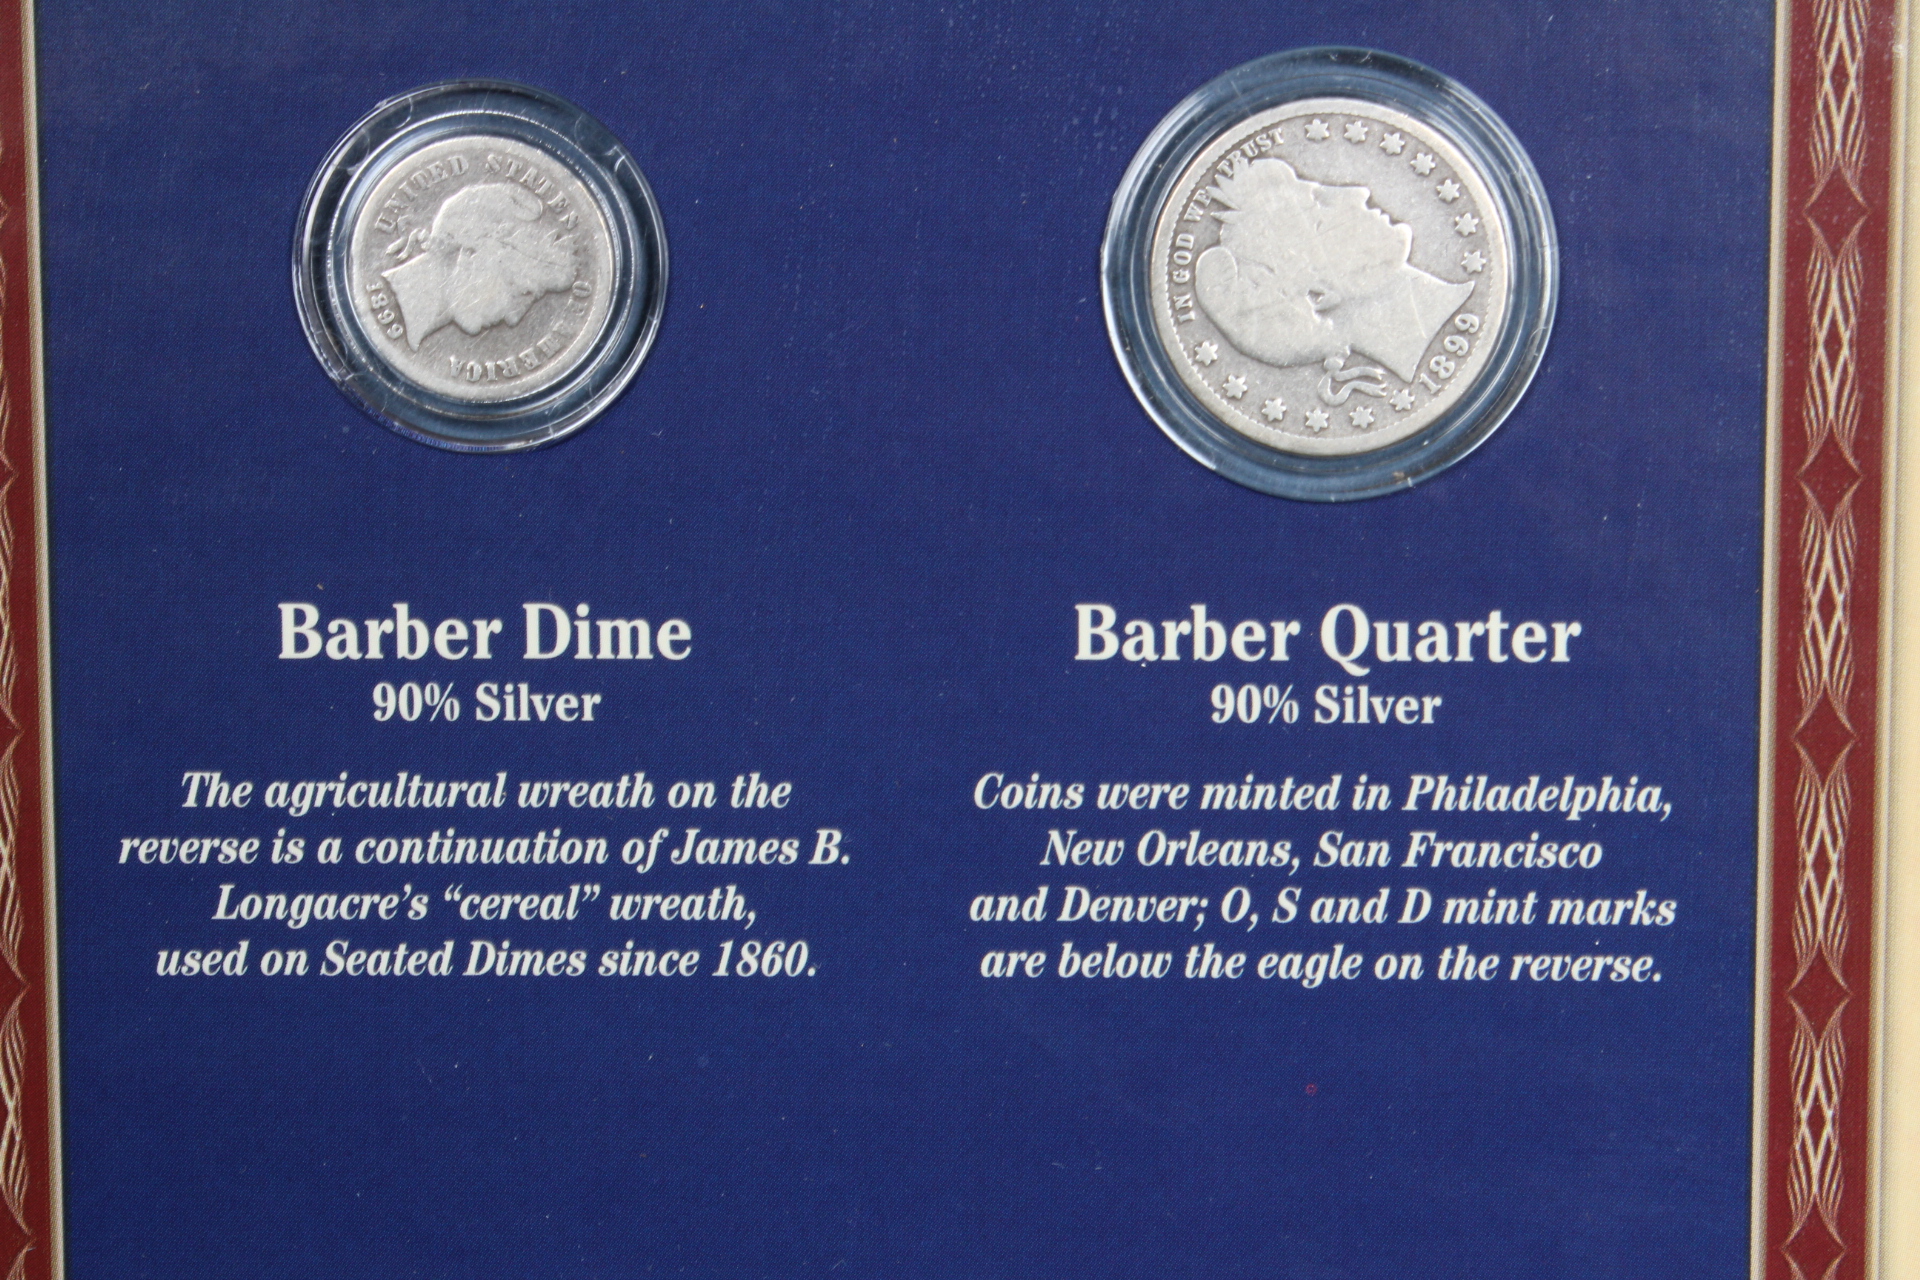 UNITED STATES OF AMERICA
1899
IN GOD WE TRUST
1899
Barber Dime
90% Silver
The agricultural wreath on the
reverse is a continuation of James B.
Longacre's “cereal” wreath,
used on Seated Dimes since 1860.
Barber Quarter
90% Silver
Coins were minted in Philadelphia,
New Orleans, San Francisco
and Denver; O, S and D mint marks
are below the eagle on the reverse.